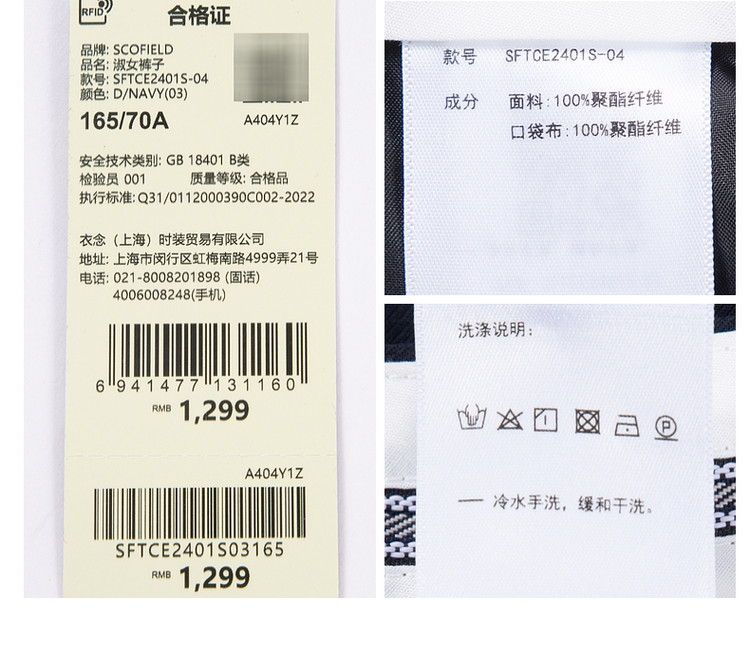 RFID
合格证
品牌: SCOFIELD
品名: 淑女裤子
款号: SFTCE2401S-04
颜色: D/NAVY(03)
165/70A
A404Y1Z
安全技术类别: GB 18401 B类
检验员 001 质量等级: 合格品
执行标准: Q31/0112000390C002-2022
衣念（上海）时装贸易有限公司
地址: 上海市闵行区虹梅南路4999弄21号
电话: 021-8008201898 (固话)
4006008248(手机)
6 941477 131160
RMB 1,299
A404Y1Z
SFTCE2401S03165
RMB 1,299
款号 SFTCE2401S-04
成分 面料: 100%聚酯纤维
口袋布: 100%聚酯纤维
洗涤说明:
P
— 冷水手洗，缓和干洗。